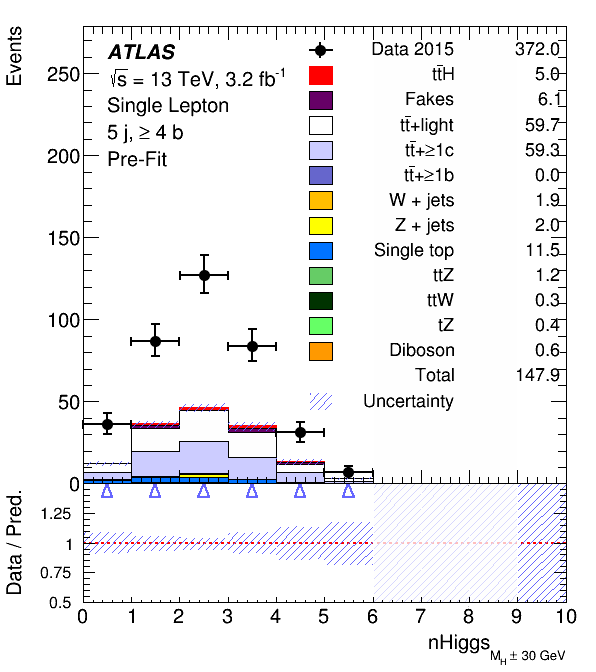 Events
ATLAS
√s = 13 TeV, 3.2 fb⁻¹
Single Lepton
5 j, ≥ 4 b
Pre-Fit
Data 2015 372.0
tt̄H 5.0
Fakes 6.1
tt̄+light 59.7
tt̄+≥1c 59.3
tt̄+≥1b 0.0
W + jets 1.9
Z + jets 2.0
Single top 11.5
ttZ 1.2
ttW 0.3
tZ 0.4
Diboson 0.6
Total 147.9
Uncertainty
250
200
150
100
50
0
Data / Pred.
1.25
1
0.75
0.5
0 1 2 3 4 5 6 7 8 9 10
nHiggs M_H ± 30 GeV